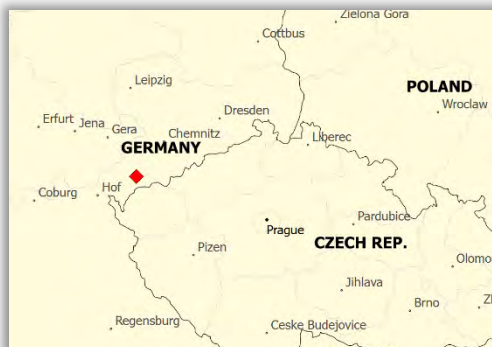 Zielona Gora
Cottbus
Leipzig
POLAND
Wroclaw
Dresden
Erfurt
Jena
Gera
Chemnitz
Liberec
GERMANY
Coburg
Hof
Pardubice
Prague
CZECH REP.
Pizen
Olomo
Jihlava
Brno
Zl
Regensburg
Ceske Budejovice